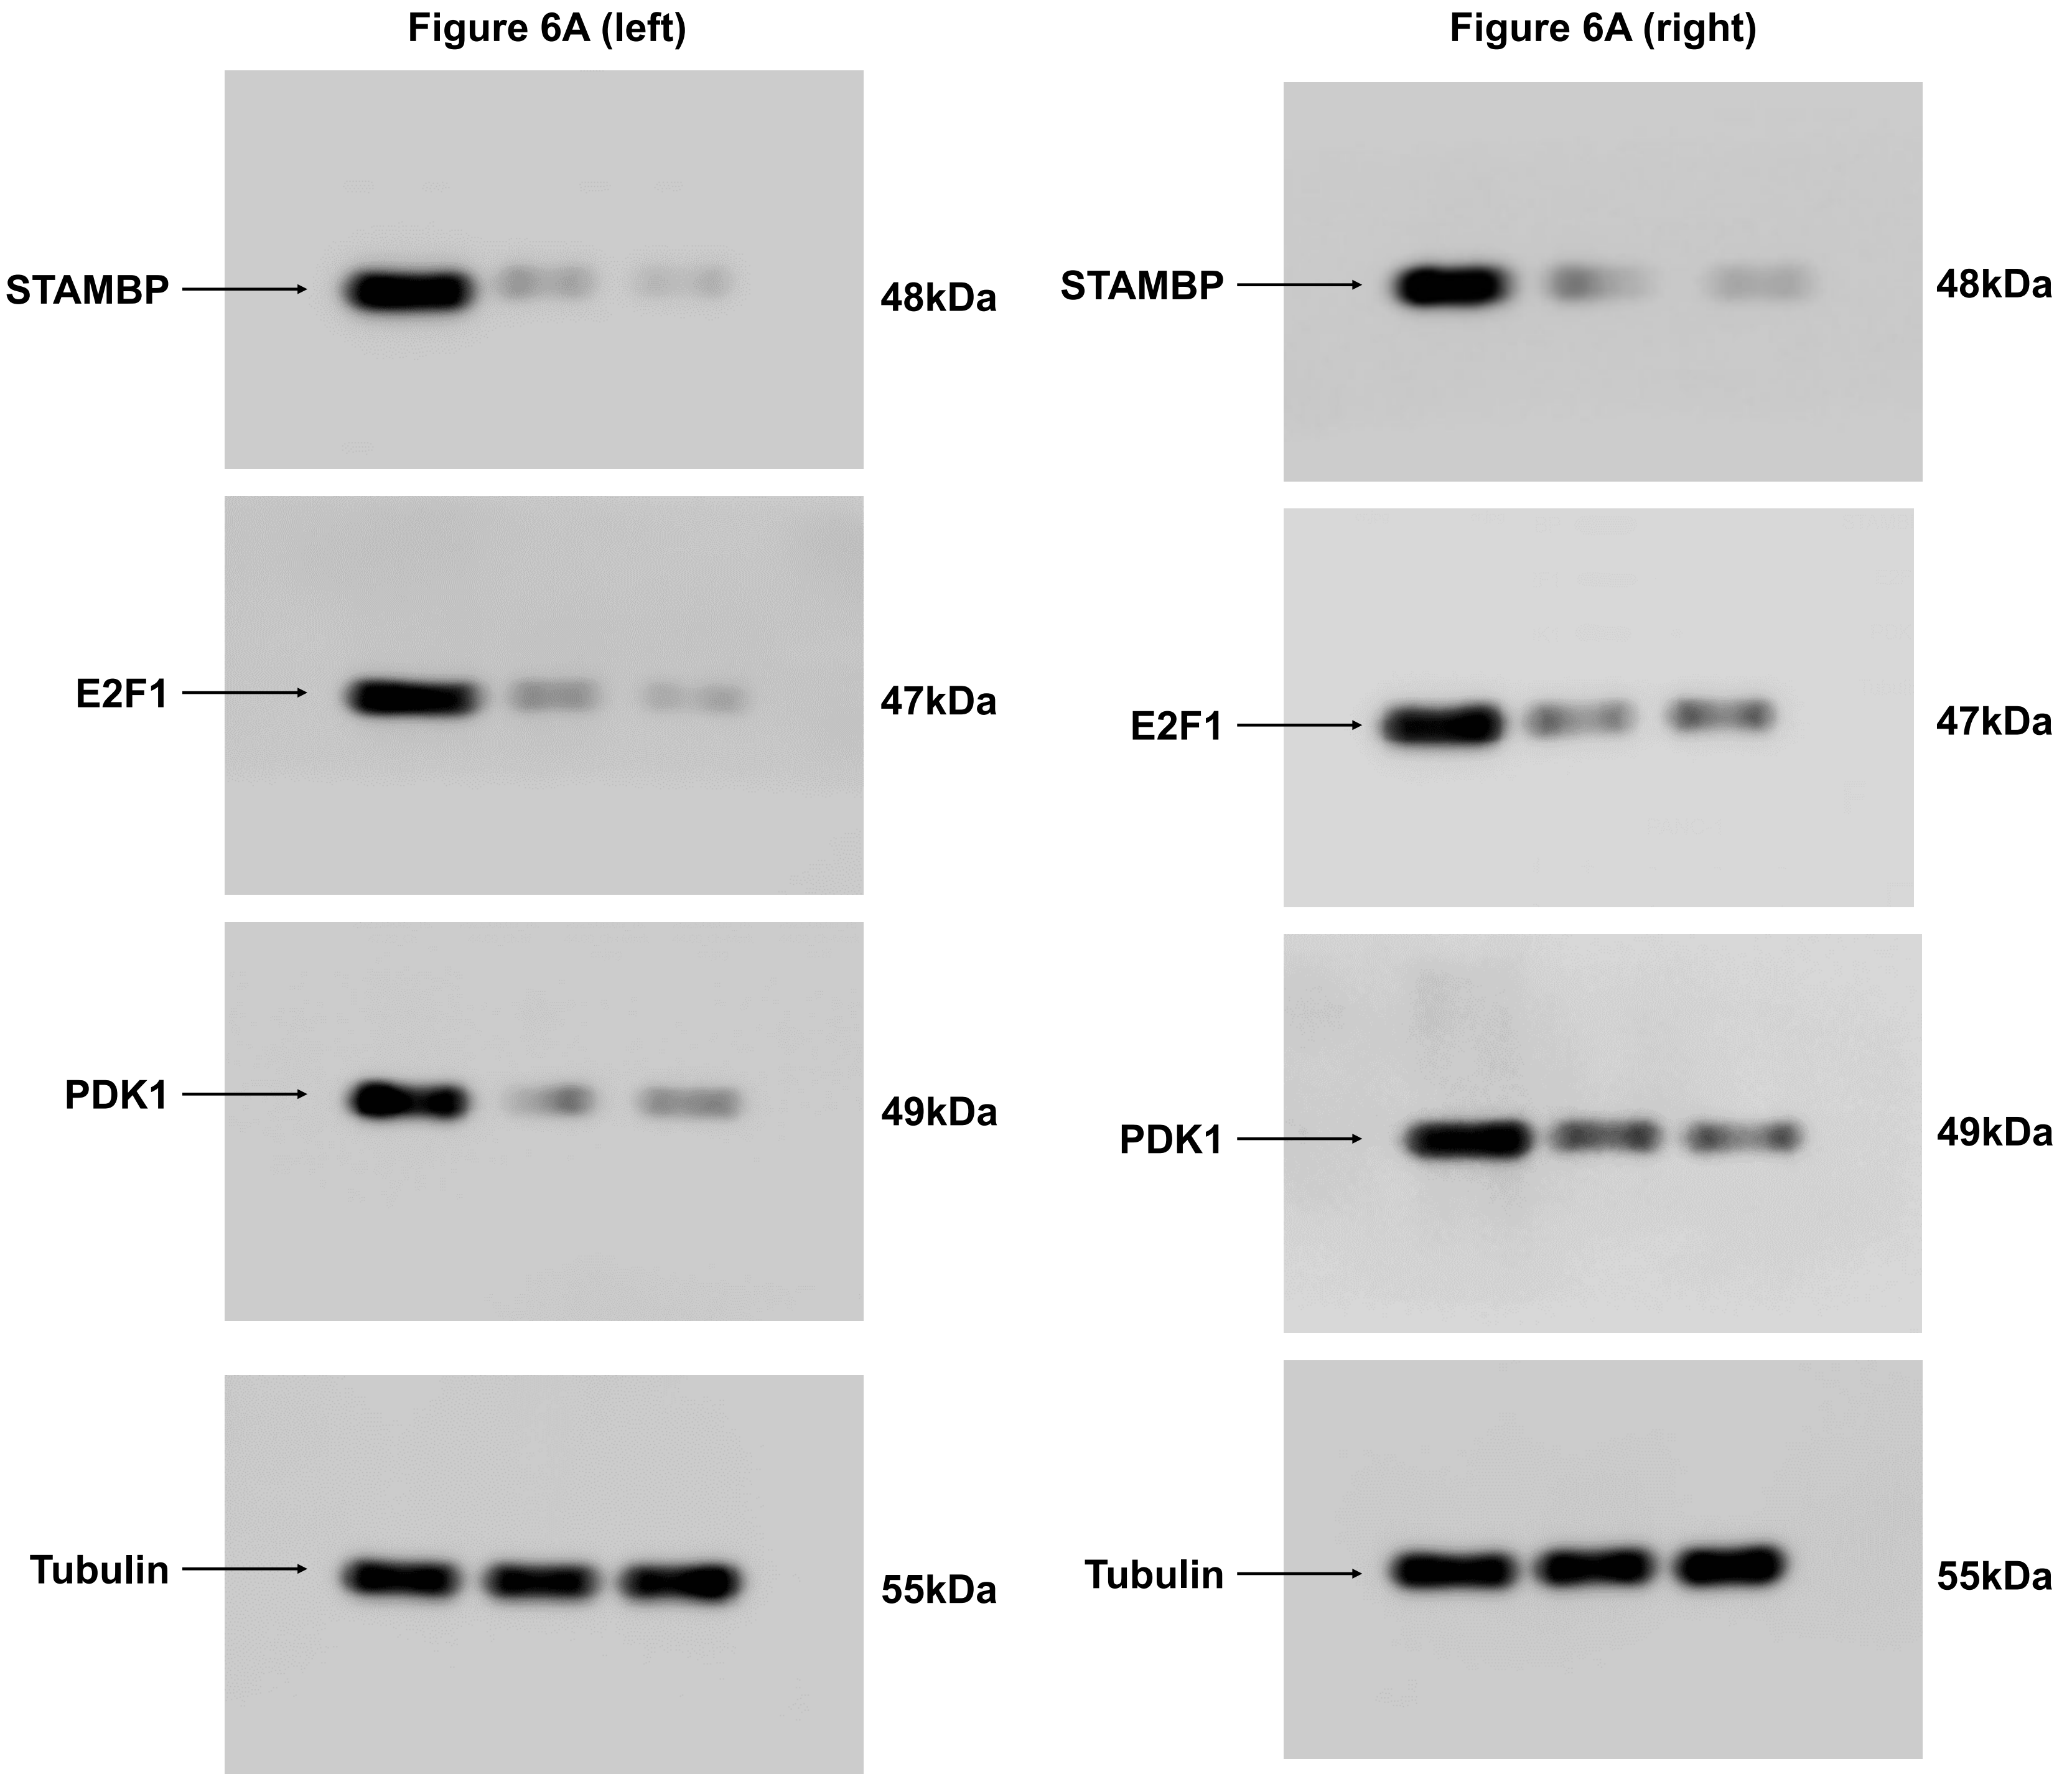 Figure 6A (left)
STAMBP
48kDa
E2F1
47kDa
PDK1
49kDa
Tubulin
55kDa
Figure 6A (right)
STAMBP
48kDa
E2F1
47kDa
PDK1
49kDa
Tubulin
55kDa